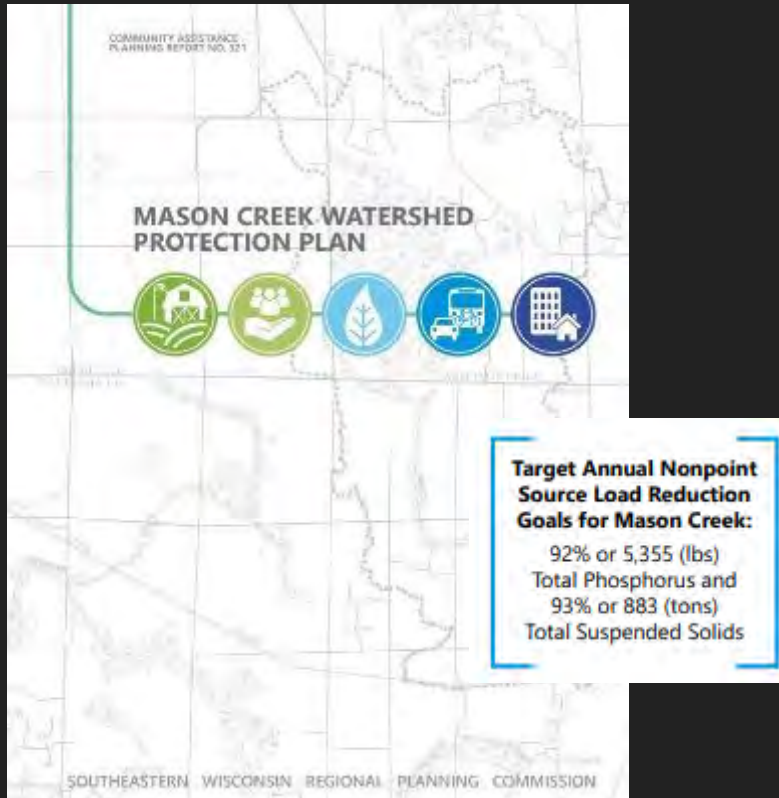 COMMUNITY ASSISTANCE
PLANNING REPORT NO. 321
MASON CREEK WATERSHED
PROTECTION PLAN
Target Annual Nonpoint
Source Load Reduction
Goals for Mason Creek:
92% or 5,355 (lbs)
Total Phosphorus and
93% or 883 (tons)
Total Suspended Solids
SOUTHEASTERN WISCONSIN REGIONAL PLANNING COMMISSION